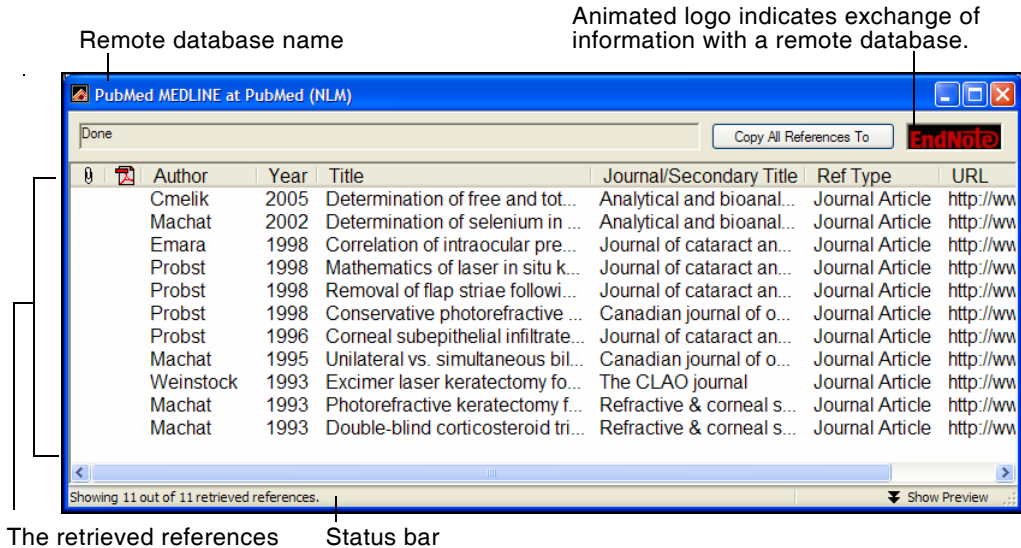 Animated logo indicates exchange of
information with a remote database.
Remote database name
PubMed MEDLINE at PubMed (NLM)
Done
Copy All References To
EndNote
Author Year Title Journal/Secondary Title Ref Type URL
Cmelik 2005 Determination of free and tot... Analytical and bioanal... Journal Article http://ww
Machat 2002 Determination of selenium in ... Analytical and bioanal... Journal Article http://ww
Emara 1998 Correlation of intraocular pre... Journal of cataract an... Journal Article http://ww
Probst 1998 Mathematics of laser in situ k... Journal of cataract an... Journal Article http://ww
Probst 1998 Removal of flap striae followi... Journal of cataract an... Journal Article http://ww
Probst 1998 Conservative photorefractive ... Canadian journal of o... Journal Article http://ww
Probst 1996 Corneal subepithelial infiltrate... Journal of cataract an... Journal Article http://ww
Machat 1995 Unilateral vs. simultaneous bil... Canadian journal of o... Journal Article http://ww
Weinstock 1993 Excimer laser keratectomy fo... The CLAO journal Journal Article http://ww
Machat 1993 Photorefractive keratectomy f... Refractive & corneal s... Journal Article http://ww
Machat 1993 Double-blind corticosteroid tri... Refractive & corneal s... Journal Article http://ww
Showing 11 out of 11 retrieved references.
Show Preview
The retrieved references
Status bar